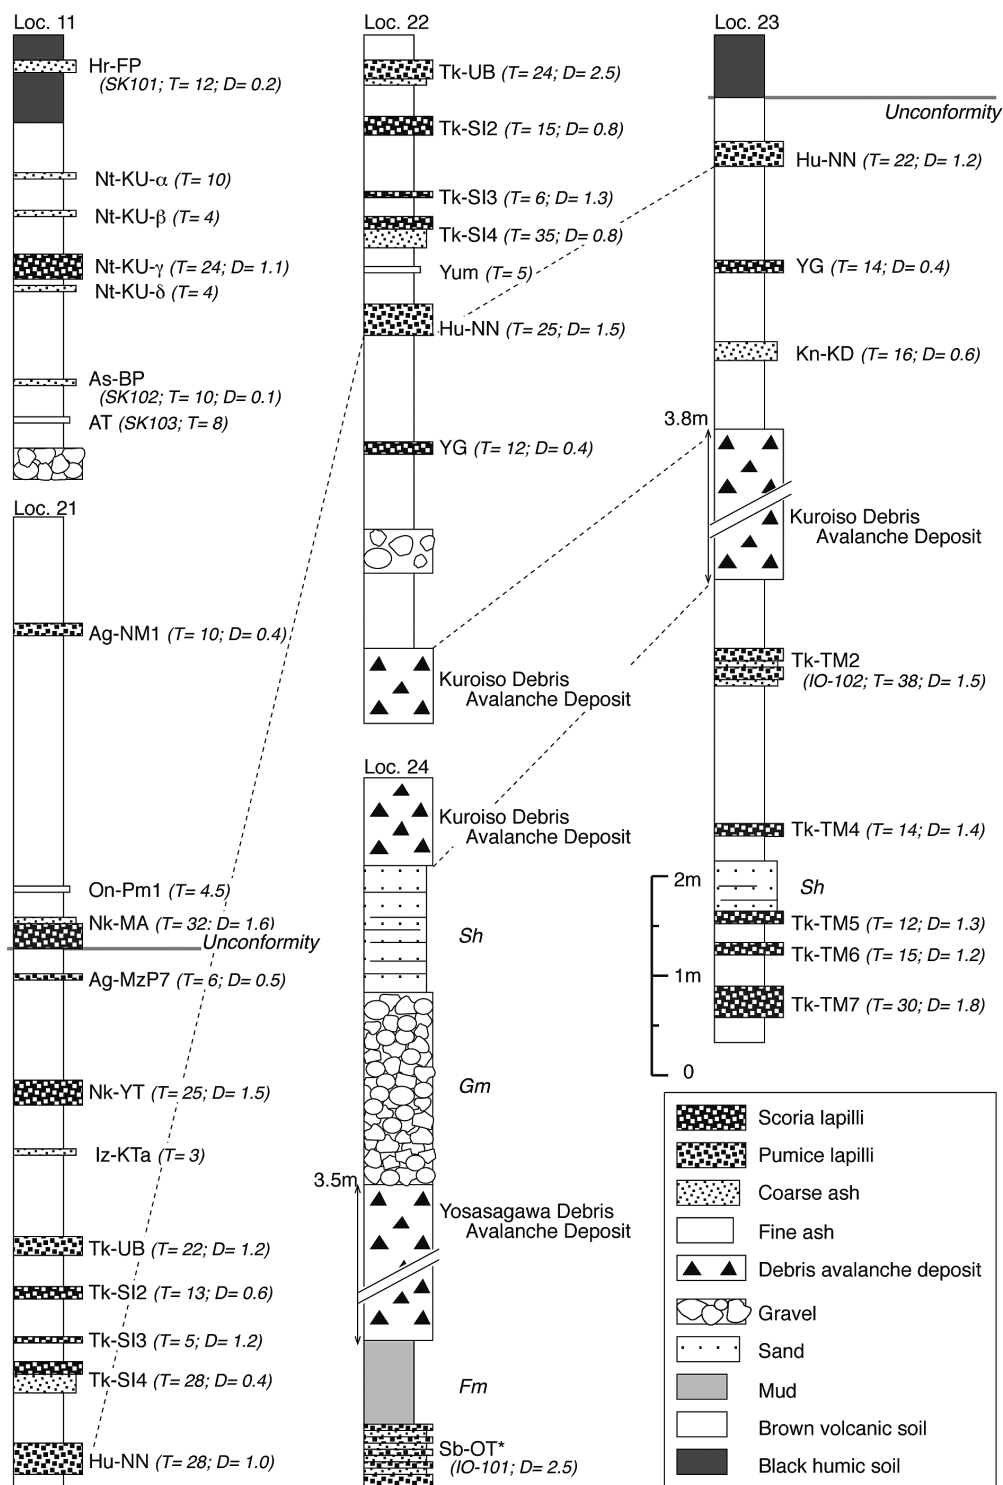 Loc. 11
Hr-FP
(SK101; T= 12; D= 0.2)
Nt-KU-α (T= 10)
Nt-KU-β (T= 4)
Nt-KU-γ (T= 24; D= 1.1)
Nt-KU-δ (T= 4)
As-BP
(SK102; T= 10; D= 0.1)
AT (SK103; T= 8)
Loc. 21
Ag-NM1 (T= 10; D= 0.4)
On-Pm1 (T= 4.5)
Nk-MA (T= 32; D= 1.6)
Unconformity
Ag-MzP7 (T= 6; D= 0.5)
Nk-YT (T= 25; D= 1.5)
Iz-KTa (T= 3)
Tk-UB (T= 22; D= 1.2)
Tk-SI2 (T= 13; D= 0.6)
Tk-SI3 (T= 5; D= 1.2)
Tk-SI4 (T= 28; D= 0.4)
Hu-NN (T= 28; D= 1.0)
Loc. 22
Tk-UB (T= 24; D= 2.5)
Tk-SI2 (T= 15; D= 0.8)
Tk-SI3 (T= 6; D= 1.3)
Tk-SI4 (T= 35; D= 0.8)
Yum (T= 5)
Hu-NN (T= 25; D= 1.5)
YG (T= 12; D= 0.4)
Kuroiso Debris
Avalanche Deposit
Loc. 24
Kuroiso Debris
Avalanche Deposit
Sh
Gm
3.5m
Yosasagawa Debris
Avalanche Deposit
Fm
Sb-OT*
(IO-101; D= 2.5)
Loc. 23
Unconformity
Hu-NN (T= 22; D= 1.2)
YG (T= 14; D= 0.4)
Kn-KD (T= 16; D= 0.6)
3.8m
Kuroiso Debris
Avalanche Deposit
Tk-TM2
(IO-102; T= 38; D= 1.5)
Tk-TM4 (T= 14; D= 1.4)
Sh
Tk-TM5 (T= 12; D= 1.3)
Tk-TM6 (T= 15; D= 1.2)
Tk-TM7 (T= 30; D= 1.8)
2m
1m
0
Scoria lapilli
Pumice lapilli
Coarse ash
Fine ash
Debris avalanche deposit
Gravel
Sand
Mud
Brown volcanic soil
Black humic soil